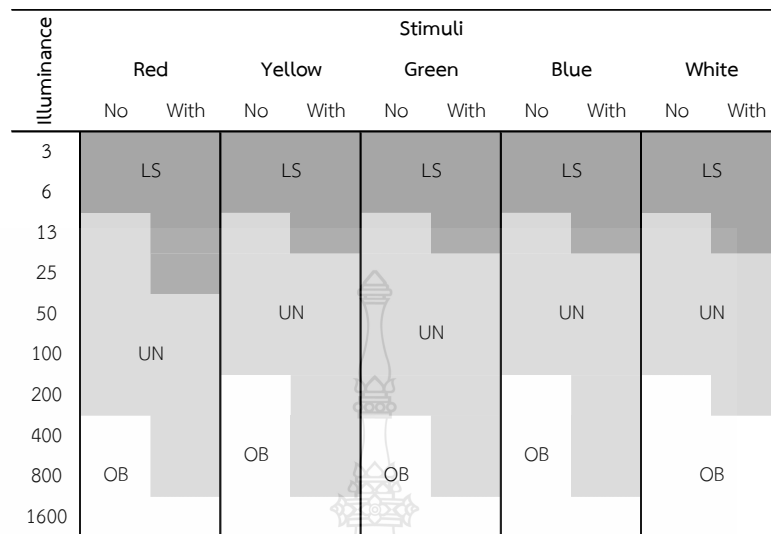 Illuminance
Stimuli
Red Yellow Green Blue White
No With No With No With No With No With
3
LS LS LS LS LS
6
13
25
50
UN UN UN
100
UN UN
200
400
OB OB
800
OB OB OB
1600